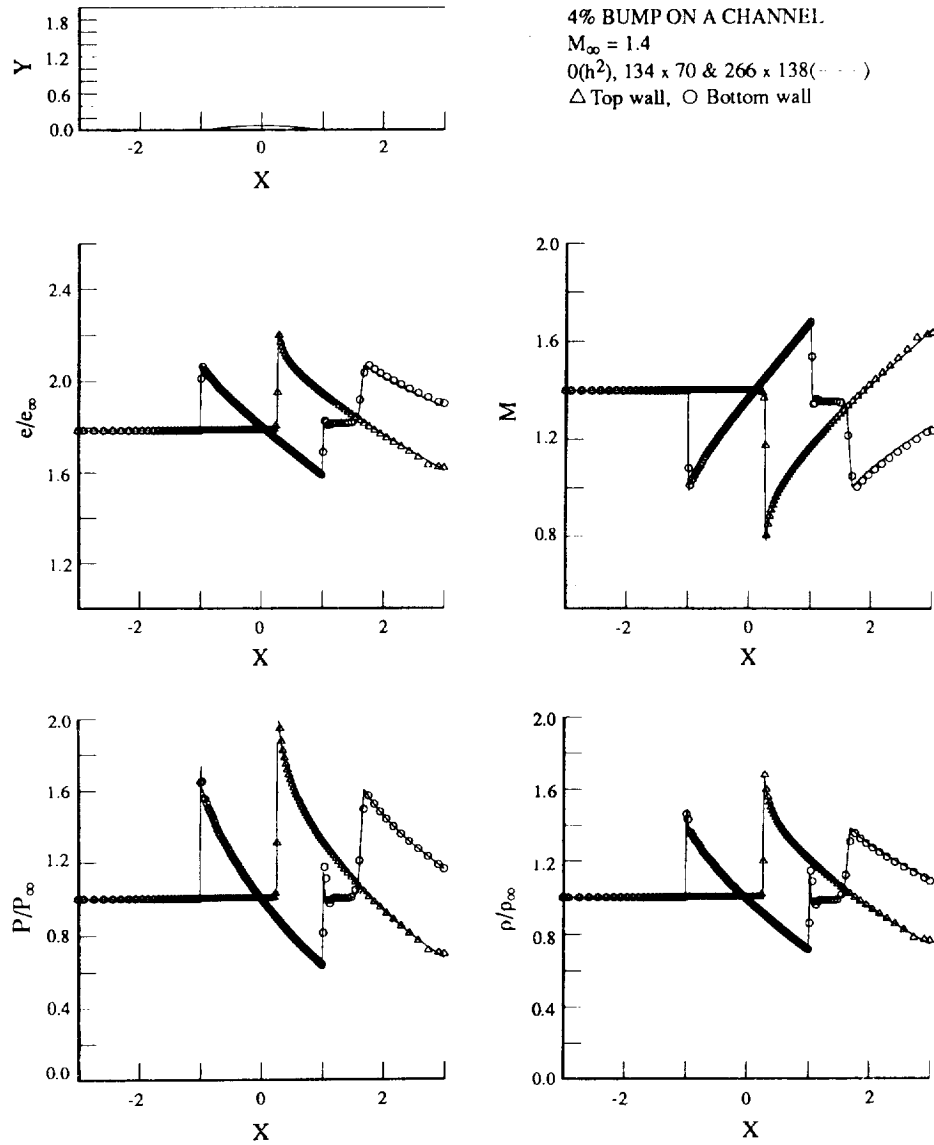 4% BUMP ON A CHANNEL
M∞ = 1.4
0(h²), 134 x 70 & 266 x 138(- - - -)
△ Top wall, ○ Bottom wall
2.0
1.8
1.2
0.6
0.0
Y
-2
0
2
X
2.4
2.0
1.6
1.2
e/e∞
-2
0
2
X
2.0
1.6
1.2
0.8
M
-2
0
2
X
2.0
1.6
1.2
0.8
0.4
0.0
P/P∞
-2
0
2
X
2.0
1.6
1.2
0.8
0.4
0.0
ρ/ρ∞
-2
0
2
X